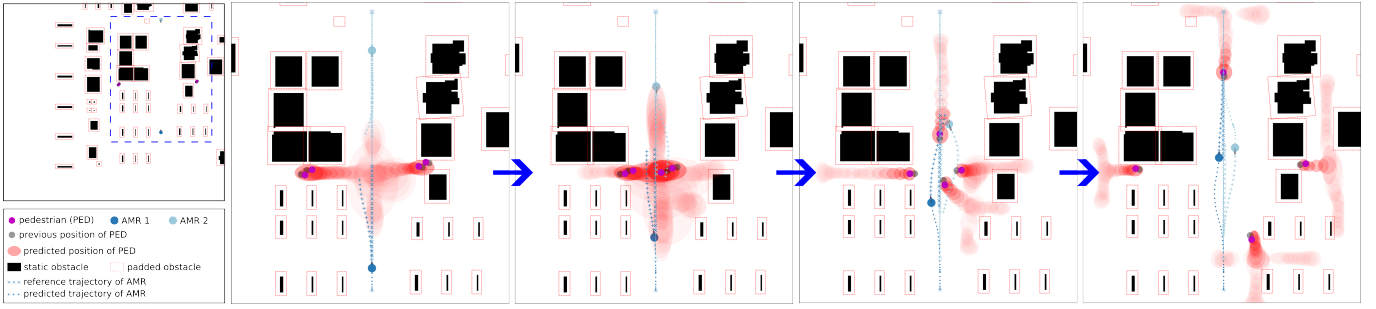 pedestrian (PED) AMR 1 AMR 2
previous position of PED
predicted position of PED
static obstacle padded obstacle
reference trajectory of AMR
predicted trajectory of AMR